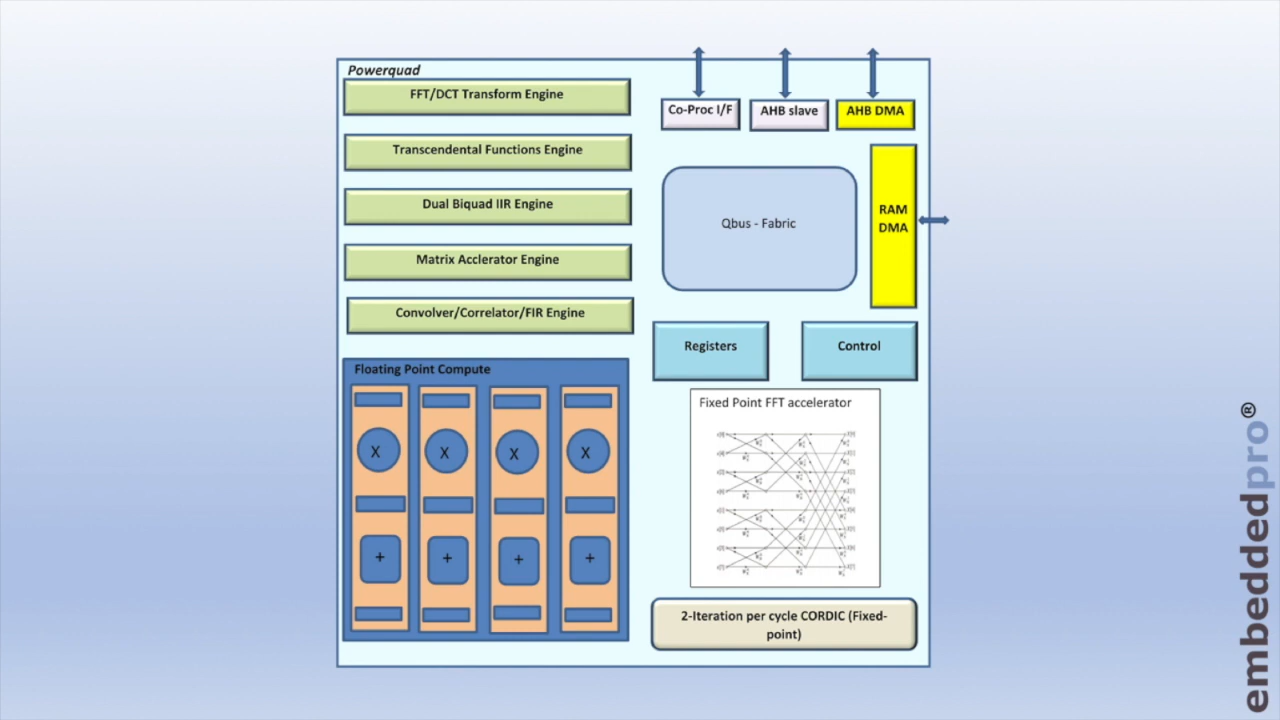 Powerquad
FFT/DCT Transform Engine
Transcendental Functions Engine
Dual Biquad IIR Engine
Matrix Acclerator Engine
Convolver/Correlator/FIR Engine
Floating Point Compute
X X X X
+ + + +
Co-Proc I/F
AHB slave
AHB DMA
Qbus - Fabric
RAM
DMA
Registers
Control
Fixed Point FFT accelerator
2-Iteration per cycle CORDIC (Fixed-
point)
embeddedpro®